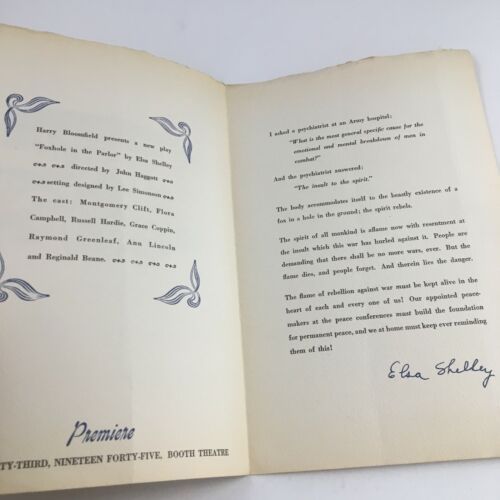 Harry Bloomfield presents a new play
"Foxhole in the Parlor" by Elsa Shelley
directed by John Haggott
setting designed by Lee Simonson
The cast: Montgomery Clift, Flora
Campbell, Russell Hardie, Grace Coppin,
Raymond Greenleaf, Ann Lincoln
and Reginald Beane.
Premiere
TY-THIRD, NINETEEN FORTY-FIVE. BOOTH THEATRE
I asked a psychiatrist at an Army hospital:
"What is the most general specific cause for the
emotional and mental breakdown of men in
combat?"
And the psychiatrist answered:
"The insult to the spirit."
The body accommodates itself to the beastly existence of a
fox in a hole in the ground; the spirit rebels.
The spirit of all mankind is aflame now with resentment at
the insult which this war has hurled against it. People are
demanding that there shall be no more wars, ever. But the
flame dies, and people forget. And therein lies the danger.
The flame of rebellion against war must be kept alive in the
heart of each and every one of us! Our appointed peace-
makers at the peace conferences must build the foundation
for permanent peace, and we at home must keep ever reminding
them of this!
Elsa Shelley